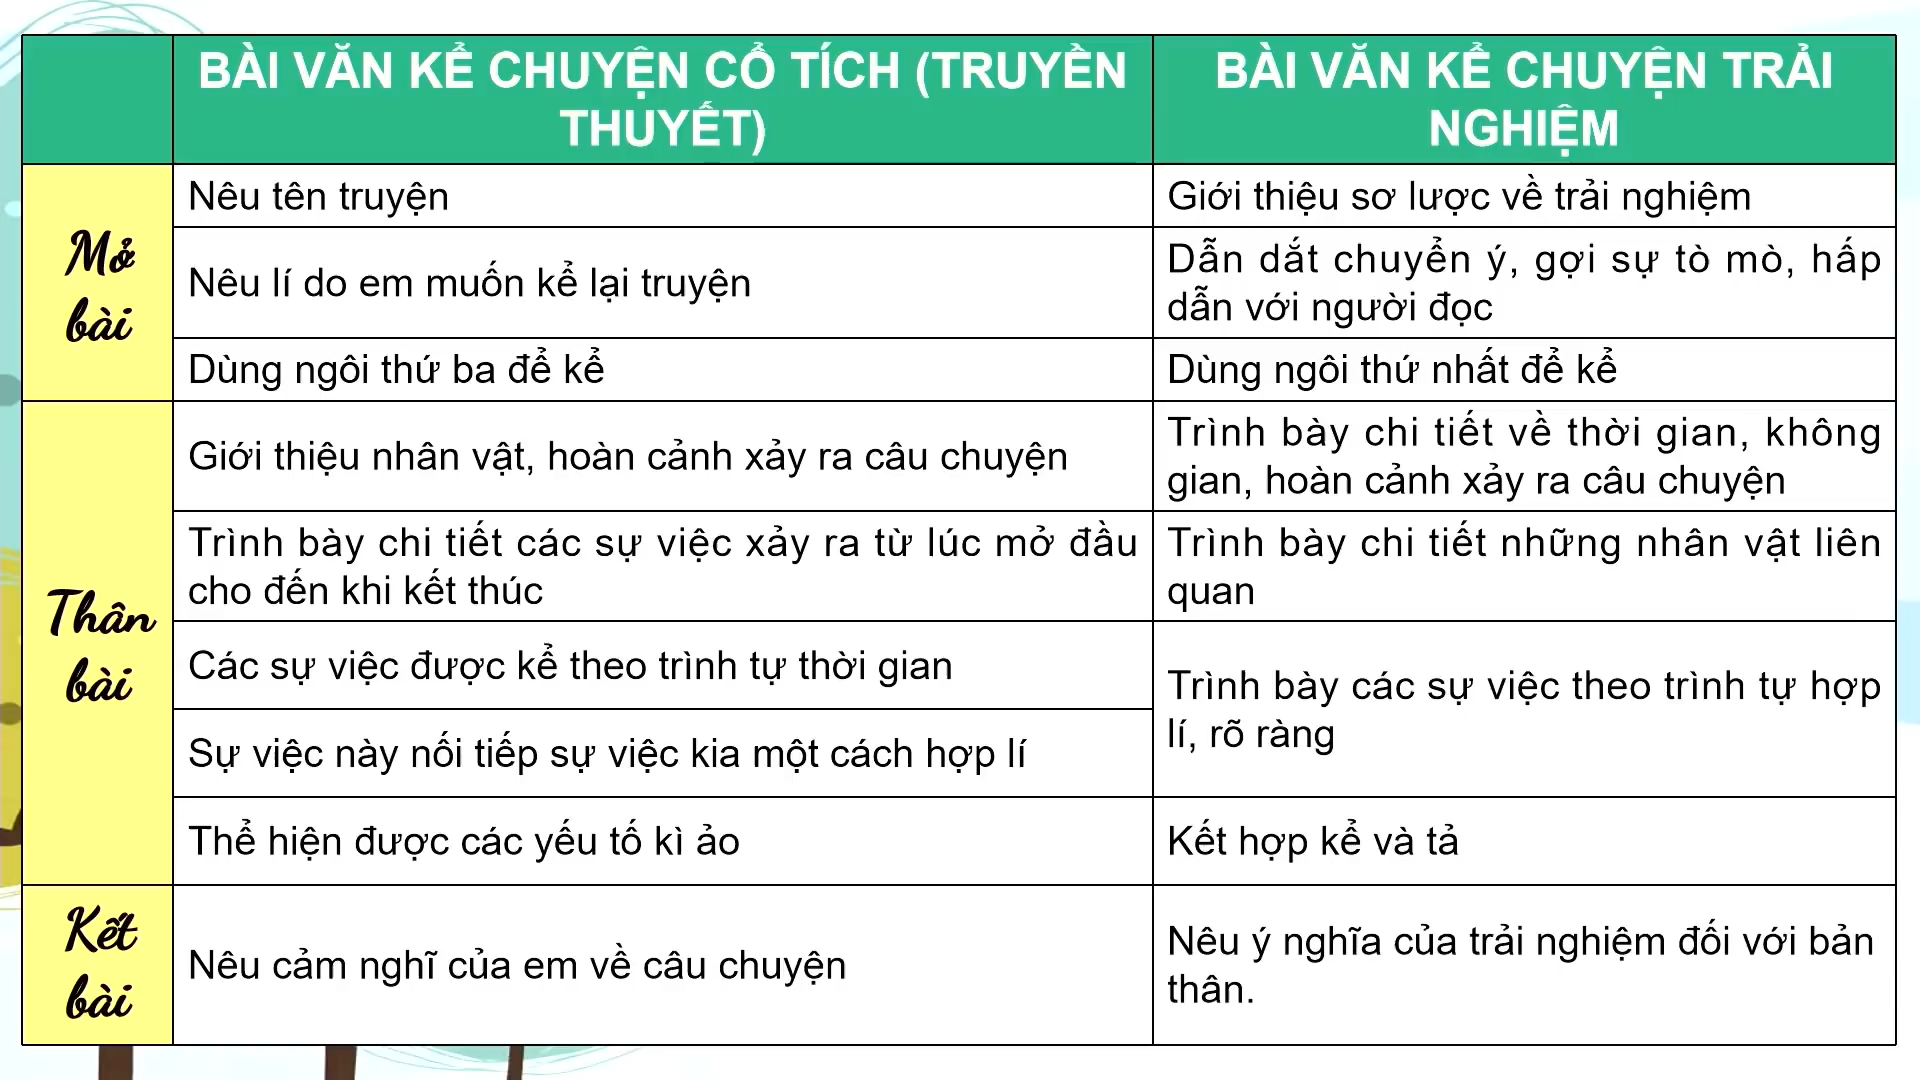 BÀI VĂN KỂ CHUYỆN CỔ TÍCH (TRUYỀN
THUYẾT)
BÀI VĂN KỂ CHUYỆN TRẢI
NGHIỆM
Mở
bài
Nêu tên truyện
Giới thiệu sơ lược về trải nghiệm
Nêu lí do em muốn kể lại truyện
Dẫn dắt chuyển ý, gợi sự tò mò, hấp
dẫn với người đọc
Dùng ngôi thứ ba để kể
Dùng ngôi thứ nhất để kể
Thân
bài
Giới thiệu nhân vật, hoàn cảnh xảy ra câu chuyện
Trình bày chi tiết về thời gian, không
gian, hoàn cảnh xảy ra câu chuyện
Trình bày chi tiết các sự việc xảy ra từ lúc mở đầu
cho đến khi kết thúc
Trình bày chi tiết những nhân vật liên
quan
Các sự việc được kể theo trình tự thời gian
Trình bày các sự việc theo trình tự hợp
lí, rõ ràng
Sự việc này nối tiếp sự việc kia một cách hợp lí
Thể hiện được các yếu tố kì ảo
Kết hợp kể và tả
Kết
bài
Nêu cảm nghĩ của em về câu chuyện
Nêu ý nghĩa của trải nghiệm đối với bản
thân.